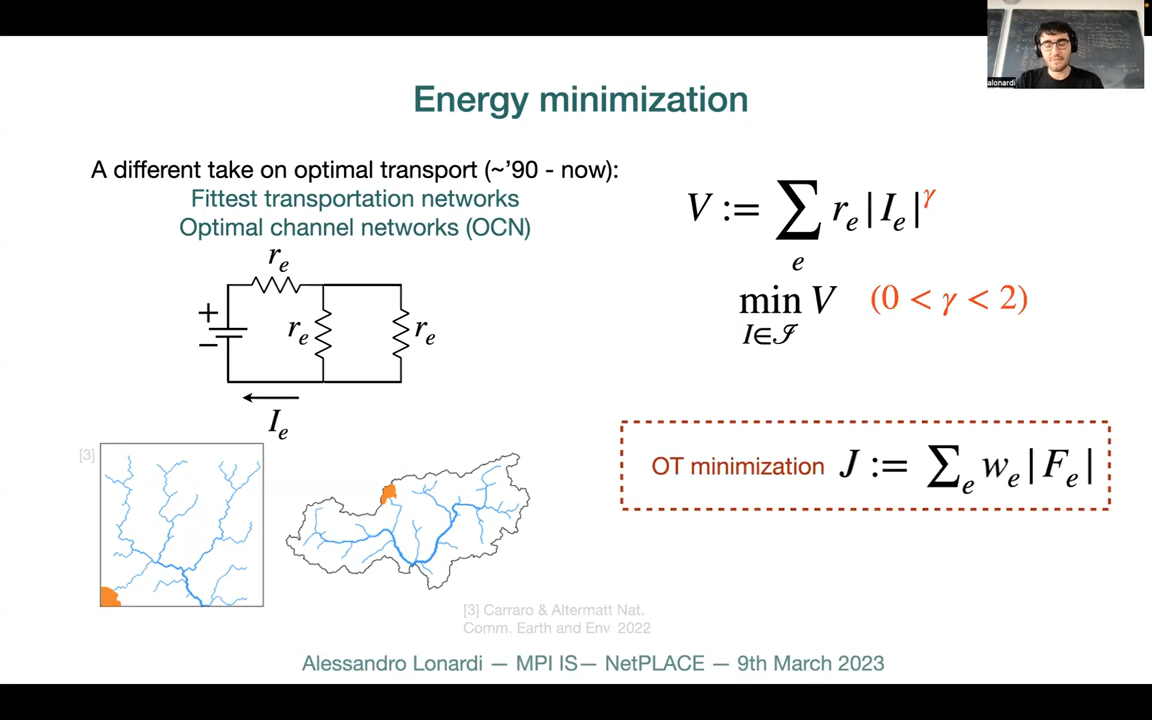 alonardi
Energy minimization
A different take on optimal transport (~’90 - now):
Fittest transportation networks
Optimal channel networks (OCN)
V := ∑_e r_e |I_e|^γ
min V (0 < γ < 2)
I∈ℐ
r_e
+
−
r_e
r_e
I_e
[3]
OT minimization J := ∑_e w_e |F_e|
[3] Carraro & Altermatt Nat.
Comm. Earth and Env. 2022
Alessandro Lonardi — MPI IS— NetPLACE — 9th March 2023